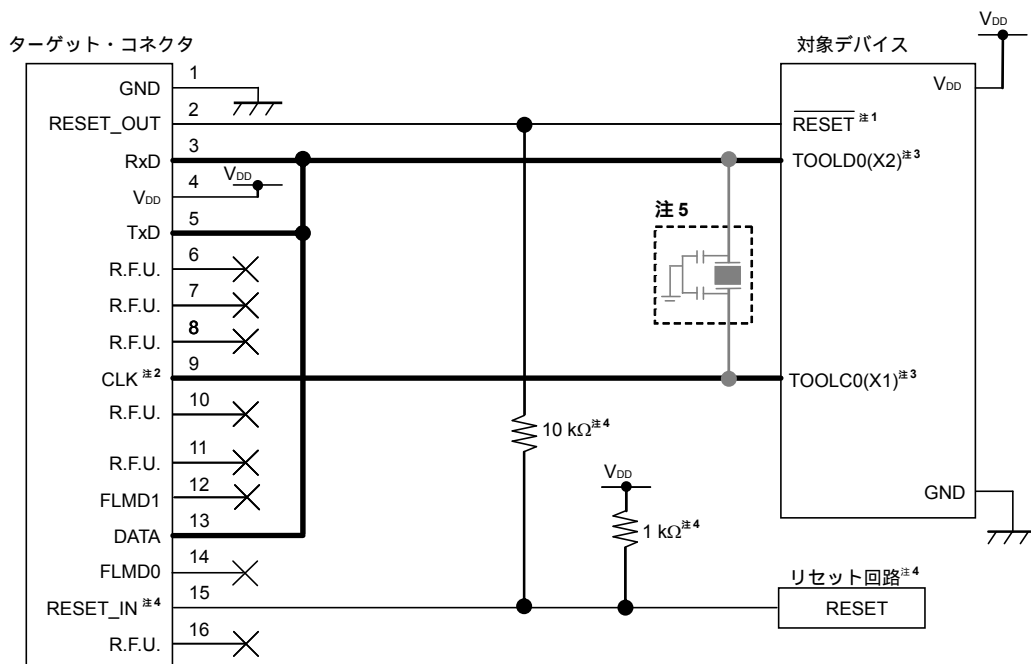 ターゲット・コネクタ
対象デバイス
VDD
1
GND
2
RESET_OUT
3
RxD
4
VDD
VDD
5
TxD
6
R.F.U.
7
R.F.U.
8
R.F.U.
9
CLK 注2
10
R.F.U.
11
R.F.U.
12
FLMD1
13
DATA
14
FLMD0
15
RESET_IN 注4
16
R.F.U.
注5
10 kΩ注4
VDD
1 kΩ注4
VDD
RESET 注1
TOOLD0(X2)注3
TOOLC0(X1)注3
GND
リセット回路注4
RESET